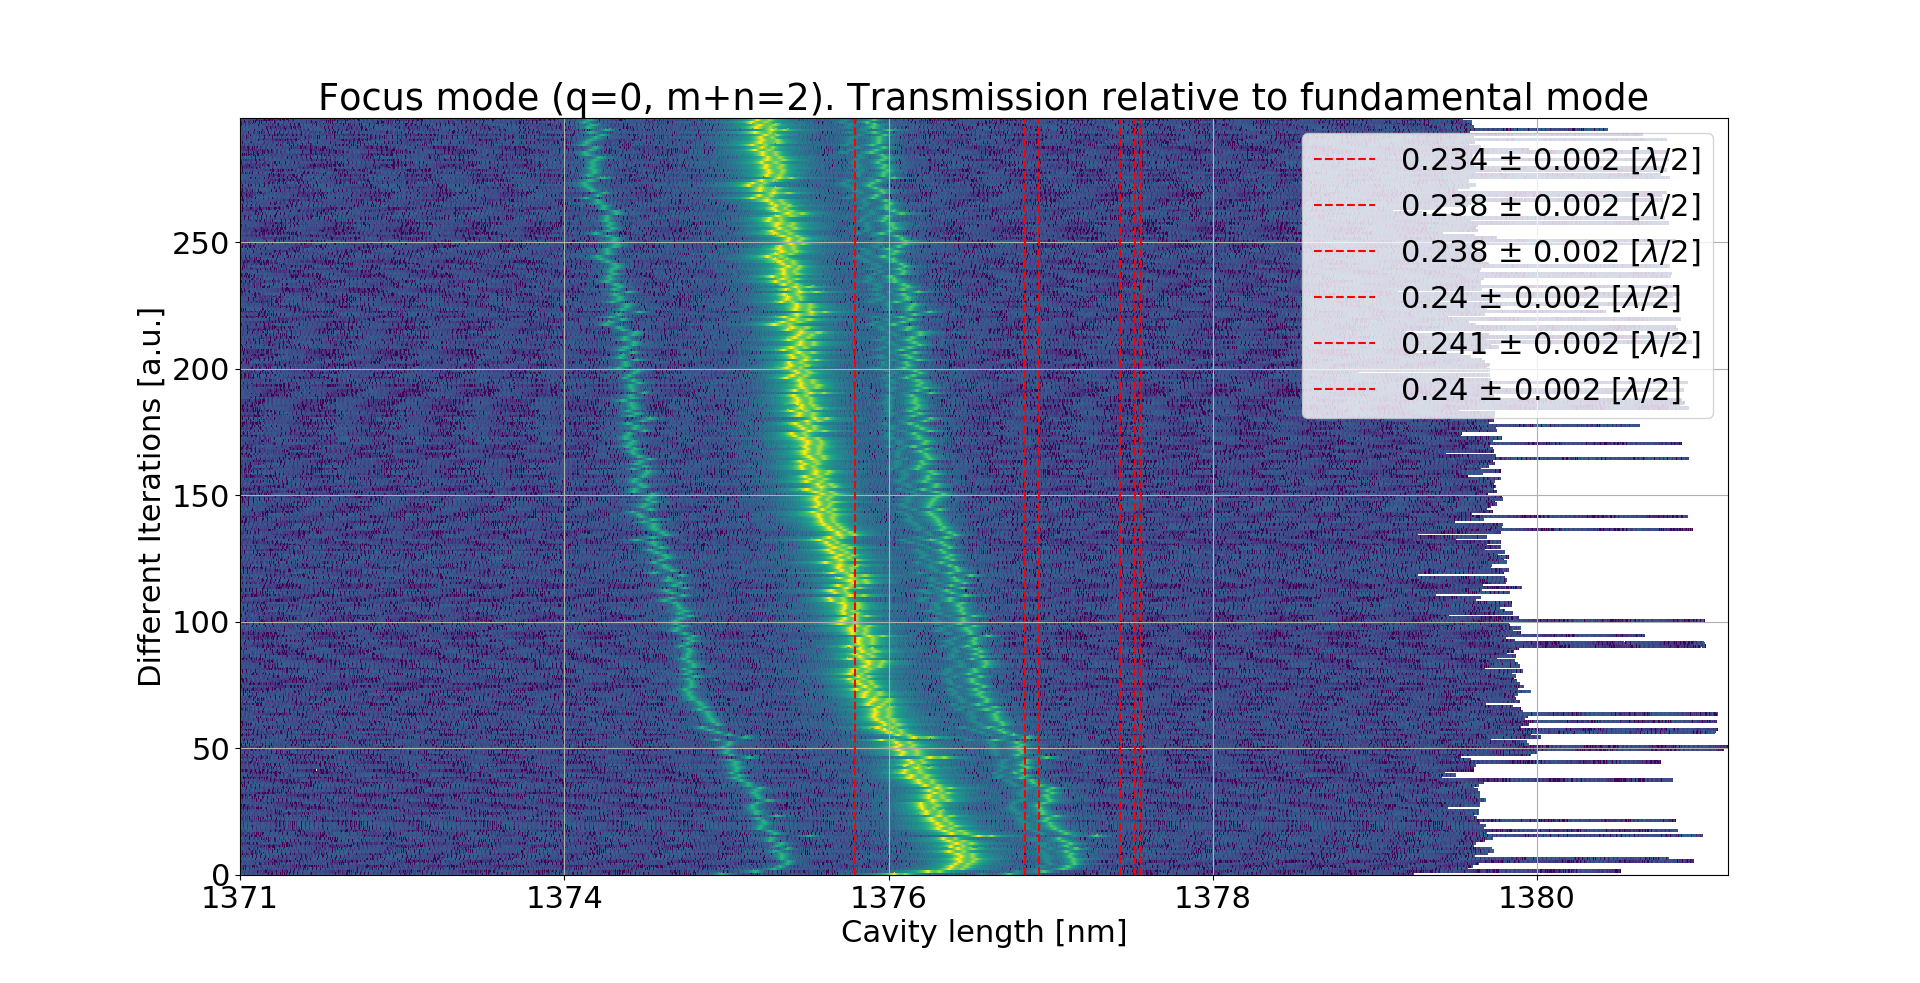 Focus mode (q=0, m+n=2). Transmission relative to fundamental mode
0.234 ± 0.002 [λ/2]
0.238 ± 0.002 [λ/2]
0.238 ± 0.002 [λ/2]
0.24 ± 0.002 [λ/2]
0.241 ± 0.002 [λ/2]
0.24 ± 0.002 [λ/2]
Different Iterations [a.u.]
250
200
150
100
50
0
1371
1374
1376
1378
1380
Cavity length [nm]